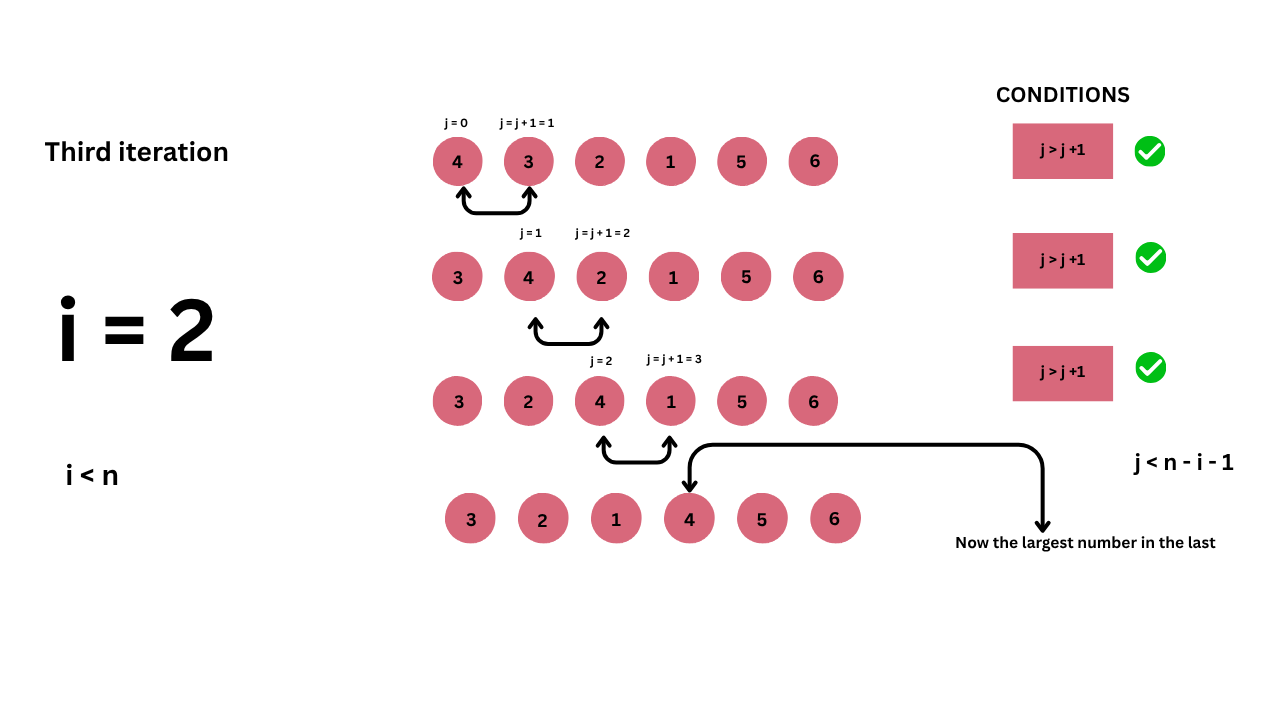 CONDITIONS
Third iteration
j = 0 j = j + 1 = 1
4 3 2 1 5 6
j > j +1
j = 1 j = j + 1 = 2
3 4 2 1 5 6
j > j +1
i = 2
j = 2 j = j + 1 = 3
3 2 4 1 5 6
j > j +1
i < n
j < n - i - 1
3 2 1 4 5 6
Now the largest number in the last